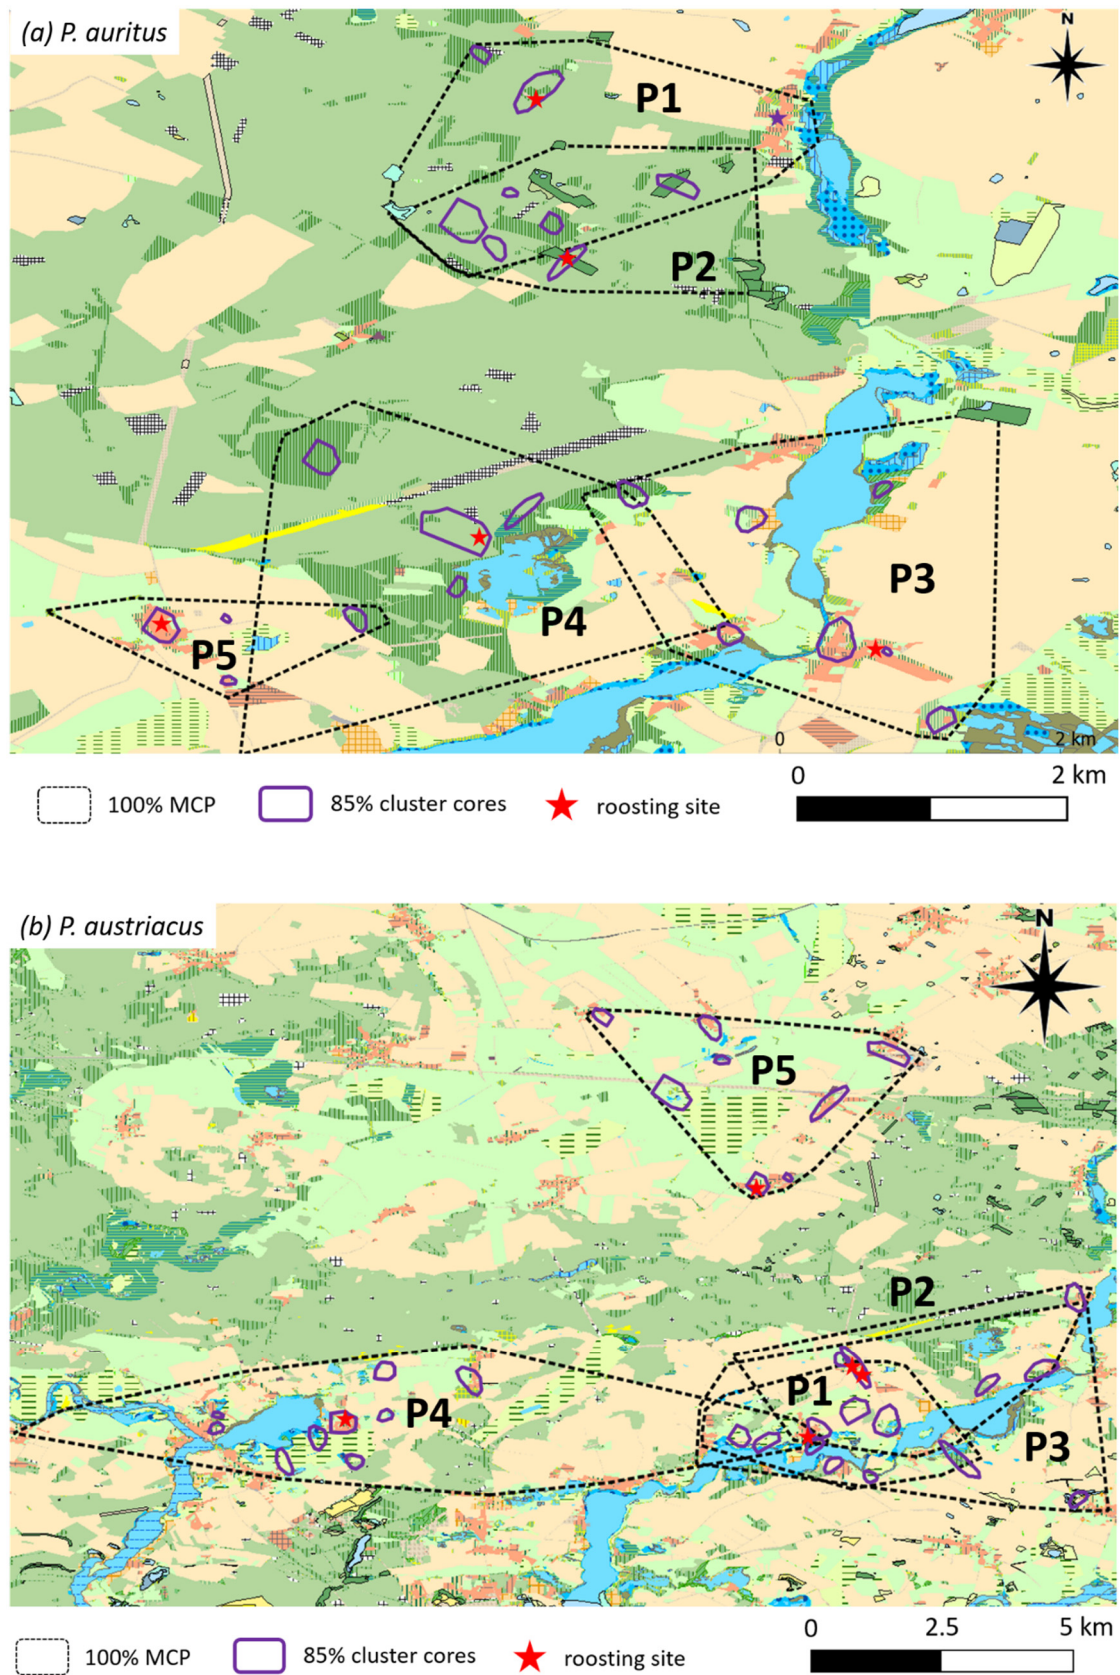 (a) P. auritus
N
P1
P2
P3
P4
P5
0 2 km
0 2 km
100% MCP 85% cluster cores roosting site
(b) P. austriacus
N
P5
P2
P1
P4
P3
0 2.5 5 km
100% MCP 85% cluster cores roosting site